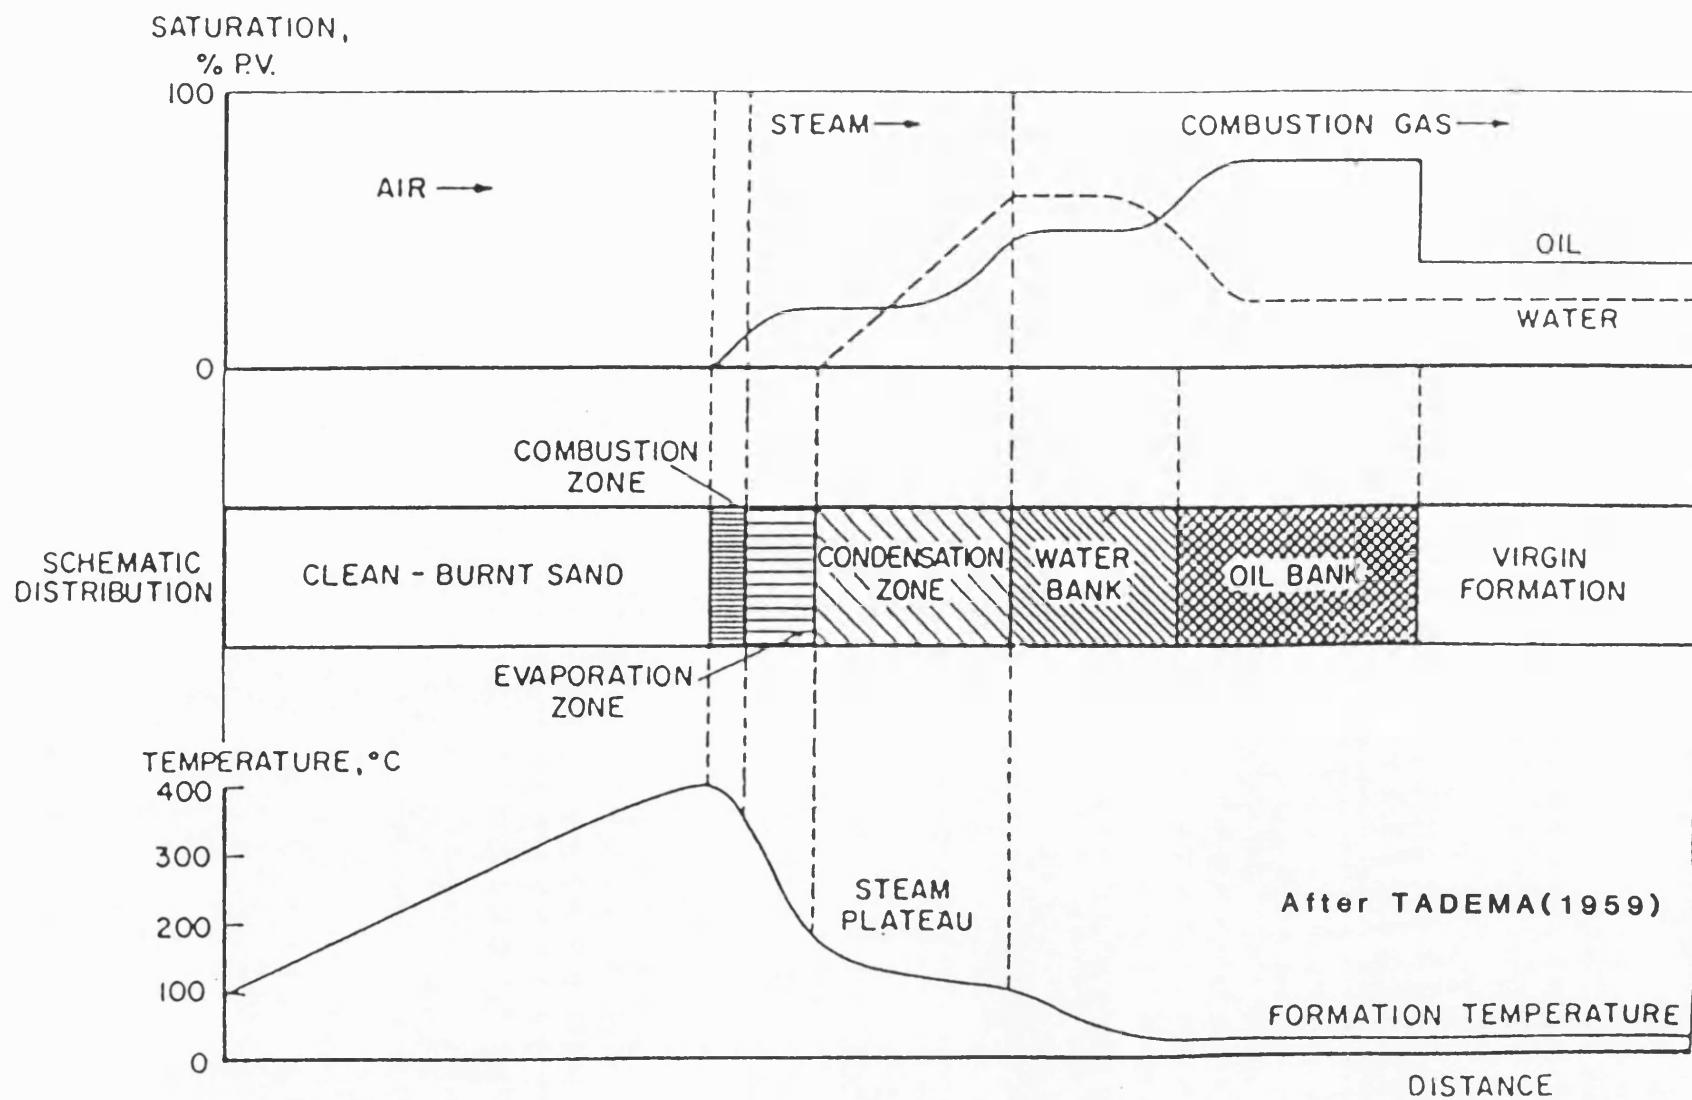 SATURATION,
% P.V.
100
STEAM
COMBUSTION GAS
AIR
OIL
WATER
0
COMBUSTION
ZONE
SCHEMATIC
DISTRIBUTION
CLEAN - BURNT SAND
CONDENSATION
ZONE
WATER
BANK
OIL BANK
VIRGIN
FORMATION
EVAPORATION
ZONE
TEMPERATURE, °C
400
300
200
100
0
STEAM
PLATEAU
After TADEMA(1959)
FORMATION TEMPERATURE
DISTANCE